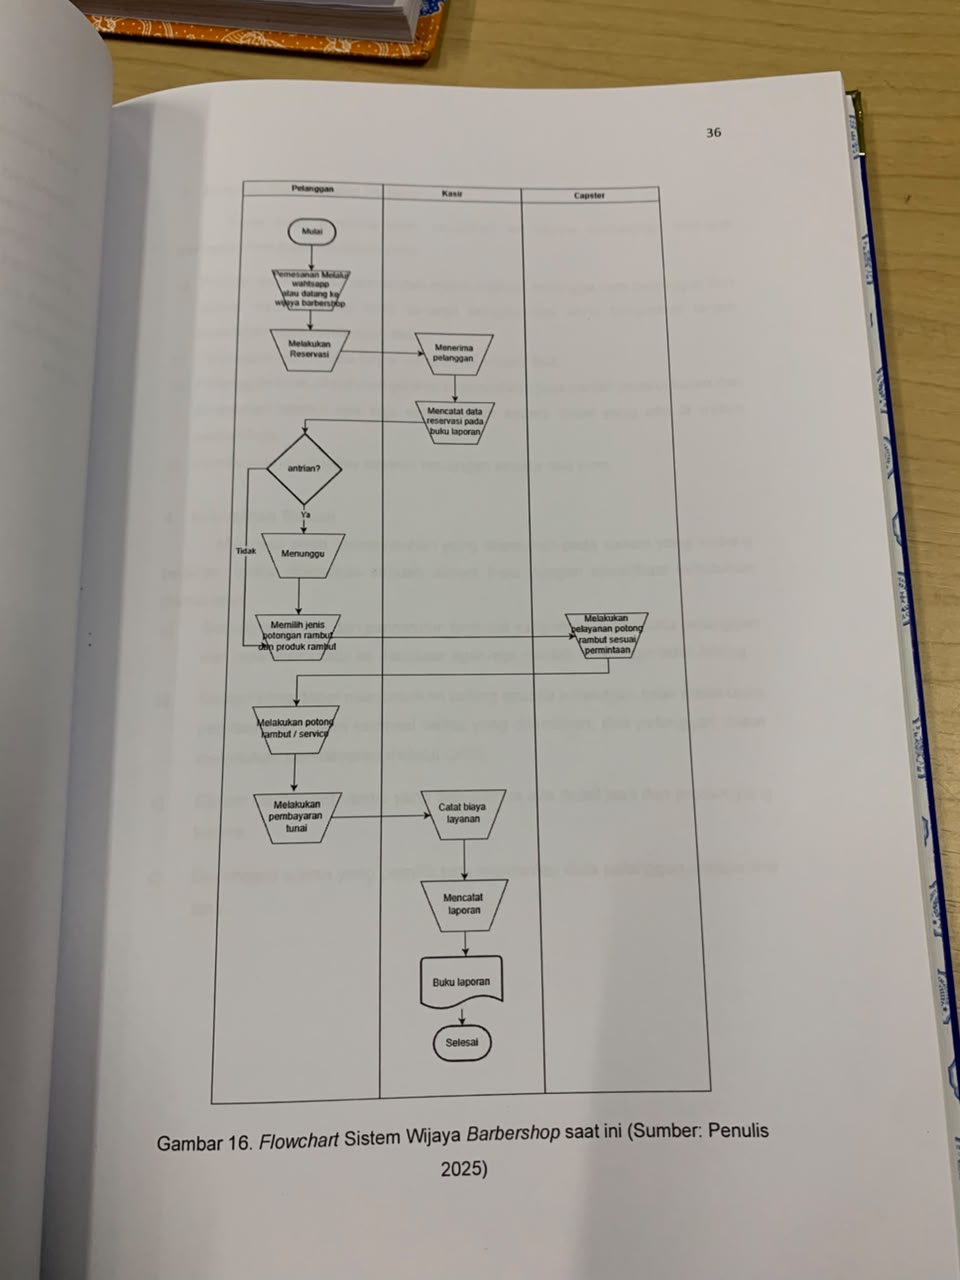 36
Pelanggan
Kasir
Capster
Mulai
Pemesanan Melalui
wahtsapp
atau datang ke
wijaya barbershop
Melakukan
Reservasi
Menerima
pelanggan
Mencatat data
reservasi pada
buku laporan
antrian?
Ya
Tidak
Menunggu
Memilih jenis
potongan rambut
dan produk rambut
Melakukan
pelayanan potong
rambut sesuai
permintaan
Melakukan potong
rambut / service
Melakukan
pembayaran
tunai
Catat biaya
layanan
Mencatat
laporan
Buku laporan
Selesai
Gambar 16. Flowchart Sistem Wijaya Barbershop saat ini (Sumber: Penulis
2025)